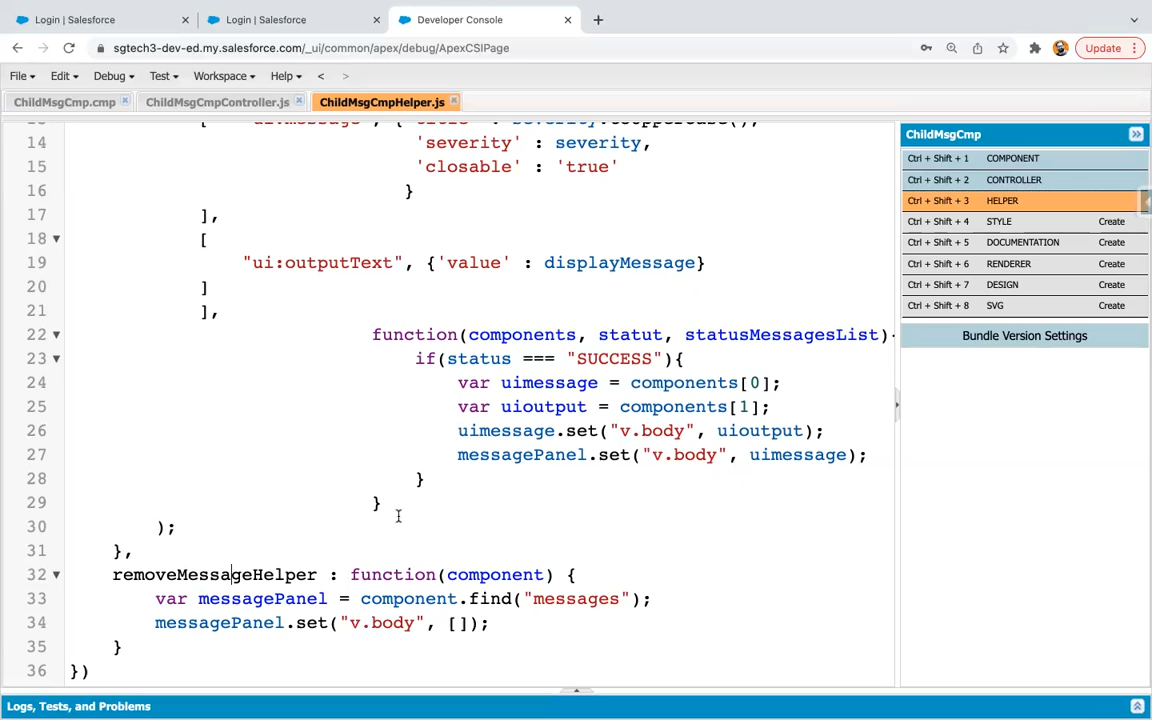 Login | Salesforce
Login | Salesforce
Developer Console
sgtech3-dev-ed.my.salesforce.com/_ui/common/apex/debug/ApexCSIPage
Update
File Edit Debug Test Workspace Help < >
ChildMsgCmp.cmp ChildMsgCmpController.js ChildMsgCmpHelper.js
14 'severity' : severity,
15 'closable' : 'true'
16 }
17 ],
18 [
19 "ui:outputText", {'value' : displayMessage}
20 ]
21 ],
22 function(components, statut, statusMessagesList)
23 if(status === "SUCCESS"){
24 var uimessage = components[0];
25 var uioutput = components[1];
26 uimessage.set("v.body", uioutput);
27 messagePanel.set("v.body", uimessage);
28 }
29 }
30 );
31 },
32 removeMessageHelper : function(component) {
33 var messagePanel = component.find("messages");
34 messagePanel.set("v.body", []);
35 }
36 })
ChildMsgCmp
Ctrl + Shift + 1 COMPONENT
Ctrl + Shift + 2 CONTROLLER
Ctrl + Shift + 3 HELPER
Ctrl + Shift + 4 STYLE Create
Ctrl + Shift + 5 DOCUMENTATION Create
Ctrl + Shift + 6 RENDERER Create
Ctrl + Shift + 7 DESIGN Create
Ctrl + Shift + 8 SVG Create
Bundle Version Settings
Logs, Tests, and Problems